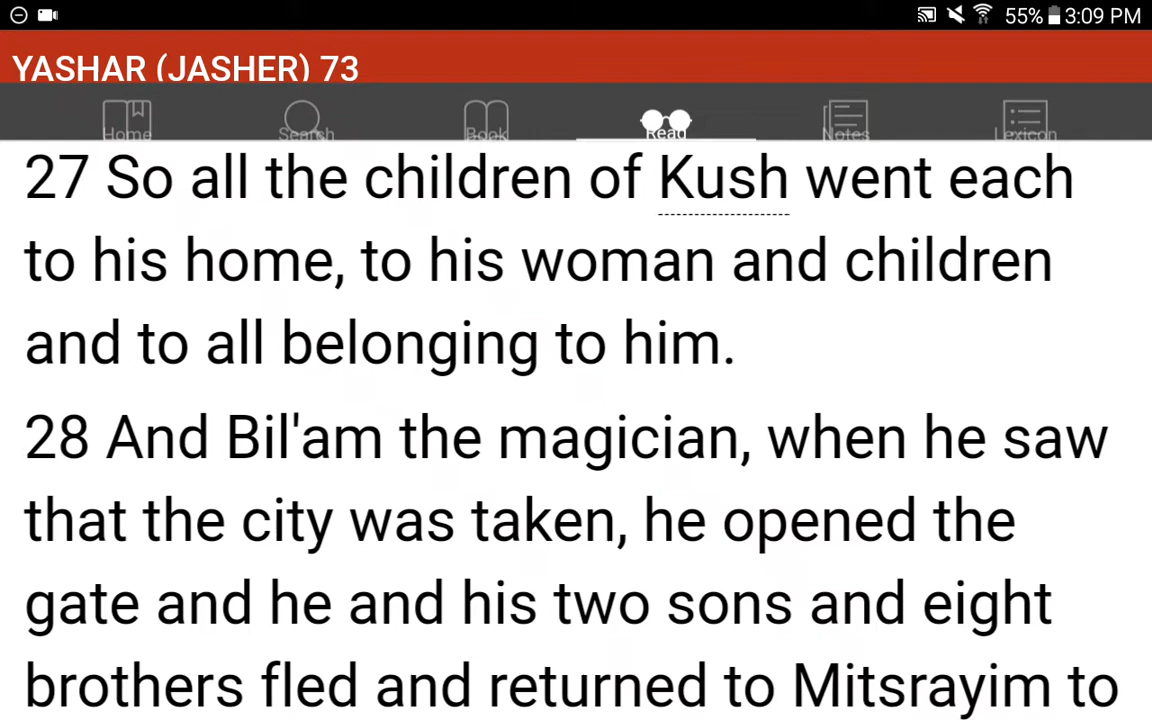 55% 3:09 PM
YASHAR (JASHER) 73
Home Search Book Read Notes Lexicon
27 So all the children of Kush went each
to his home, to his woman and children
and to all belonging to him.
28 And Bil'am the magician, when he saw
that the city was taken, he opened the
gate and he and his two sons and eight
brothers fled and returned to Mitsrayim to